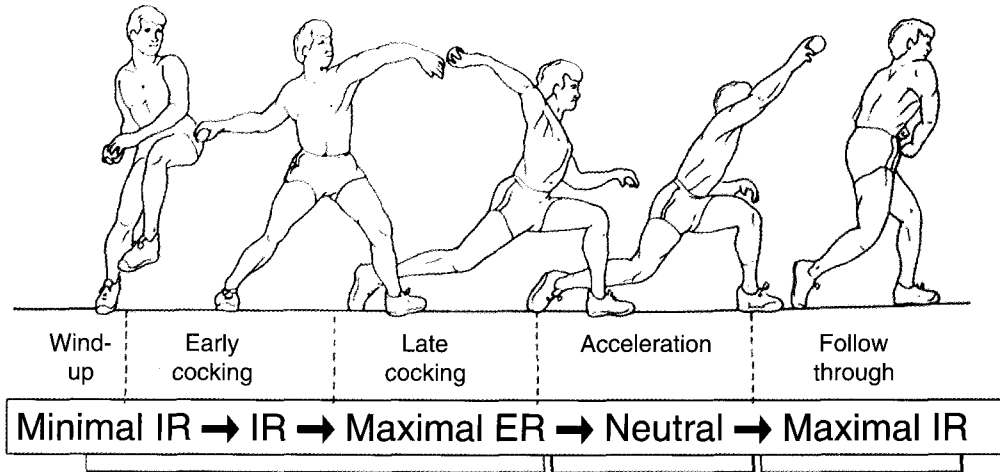 Wind-
up
Early
cocking
Late
cocking
Acceleration
Follow
through
Minimal IR → IR → Maximal ER → Neutral → Maximal IR